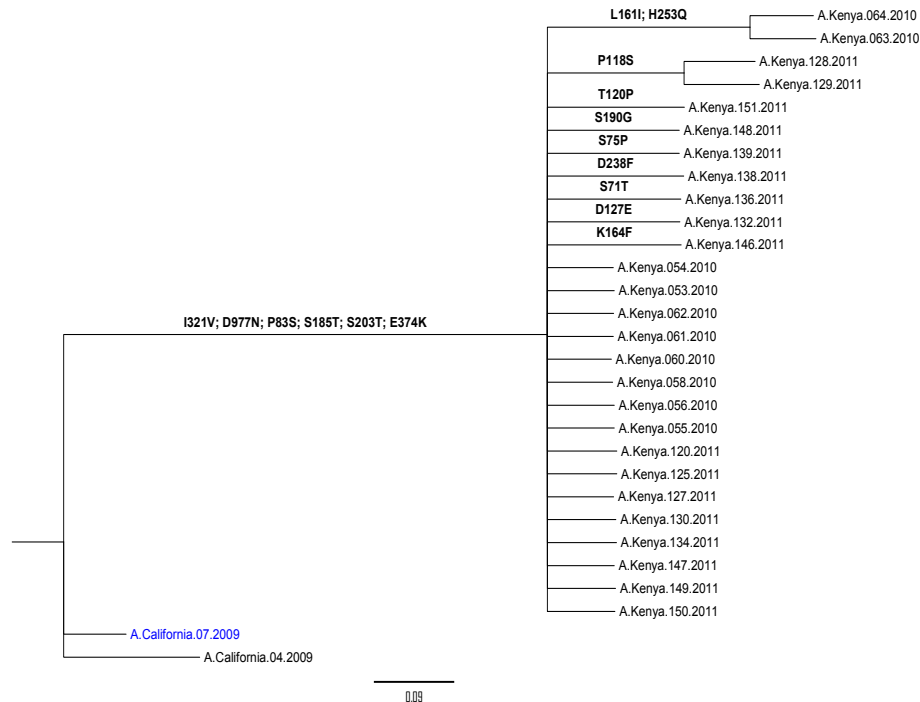 L161I; H253Q
A.Kenya.064.2010
A.Kenya.063.2010
P118S
A.Kenya.128.2011
A.Kenya.129.2011
T120P
A.Kenya.151.2011
S190G
A.Kenya.148.2011
S75P
A.Kenya.139.2011
D238F
A.Kenya.138.2011
S71T
A.Kenya.136.2011
D127E
A.Kenya.132.2011
K164F
A.Kenya.146.2011
A.Kenya.054.2010
A.Kenya.053.2010
A.Kenya.062.2010
I321V; D977N; P83S; S185T; S203T; E374K
A.Kenya.061.2010
A.Kenya.060.2010
A.Kenya.058.2010
A.Kenya.056.2010
A.Kenya.055.2010
A.Kenya.120.2011
A.Kenya.125.2011
A.Kenya.127.2011
A.Kenya.130.2011
A.Kenya.134.2011
A.Kenya.147.2011
A.Kenya.149.2011
A.Kenya.150.2011
A.California.07.2009
A.California.04.2009
0.09